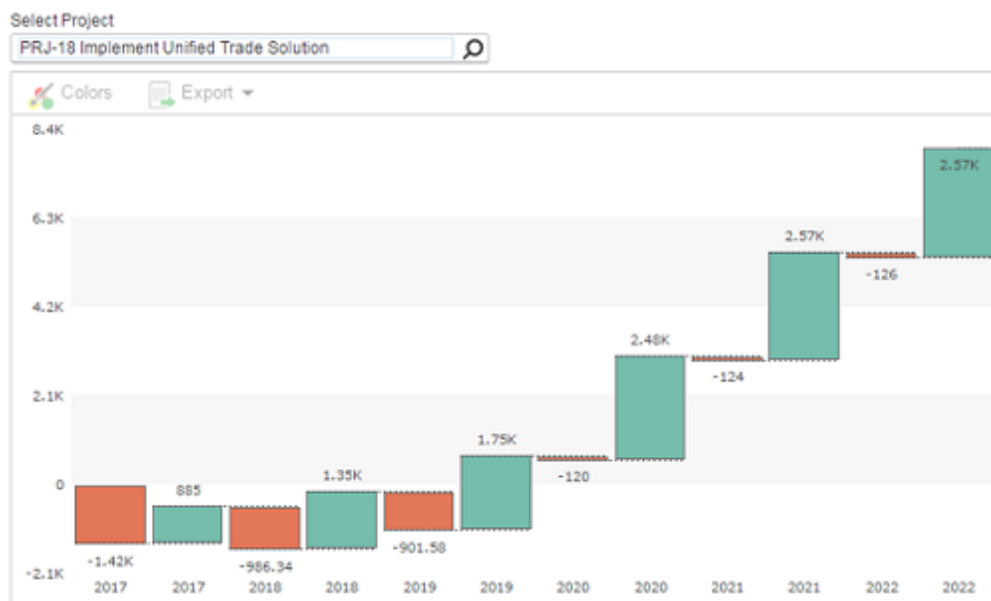 Select Project
PRJ-18 Implement Unified Trade Solution
Colors Export
8.4K
2.57K
6.3K
2.57K
-126
4.2K
2.48K
-124
2.1K
1.75K
-120
1.35K
0
885
-901.58
-1.42K
-986.34
-2.1K
2017 2017 2018 2018 2019 2019 2020 2020 2021 2021 2022 2022